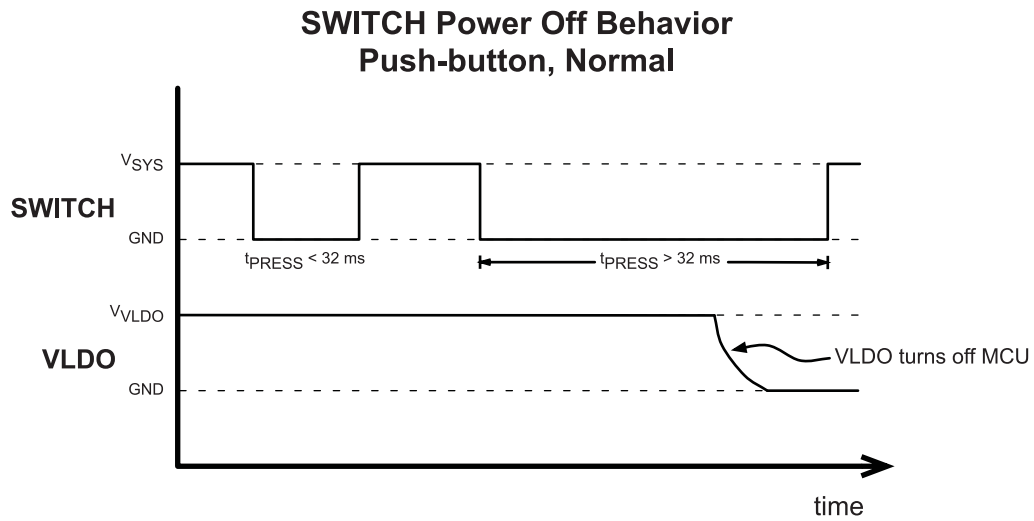 SWITCH Power Off Behavior
Push-button, Normal
VSYS
SWITCH
GND
tPRESS < 32 ms
tPRESS > 32 ms
VVLDO
VLDO
VLDO turns off MCU
GND
time